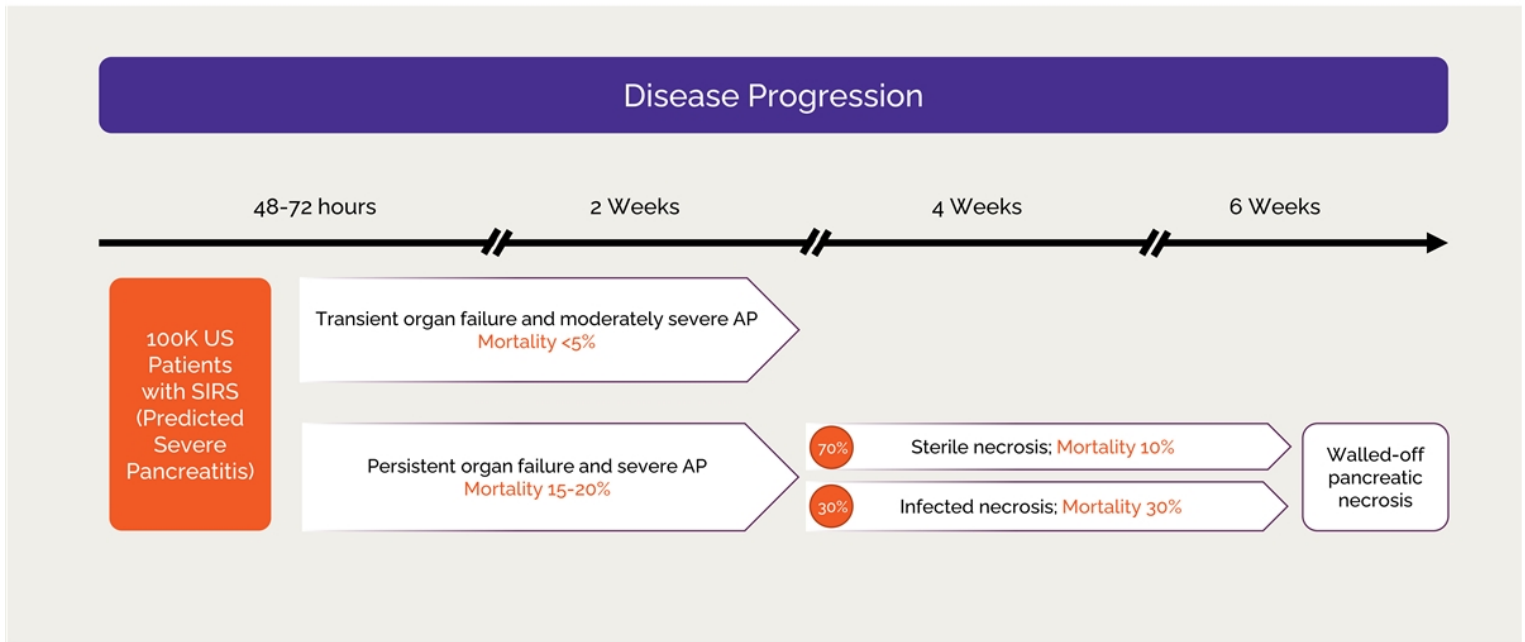 Disease Progression
48-72 hours
2 Weeks
4 Weeks
6 Weeks
100K US
Patients
with SIRS
(Predicted
Severe
Pancreatitis)
Transient organ failure and moderately severe AP
Mortality <5%
Persistent organ failure and severe AP
Mortality 15-20%
70%
Sterile necrosis; Mortality 10%
30%
Infected necrosis; Mortality 30%
Walled-off
pancreatic
necrosis